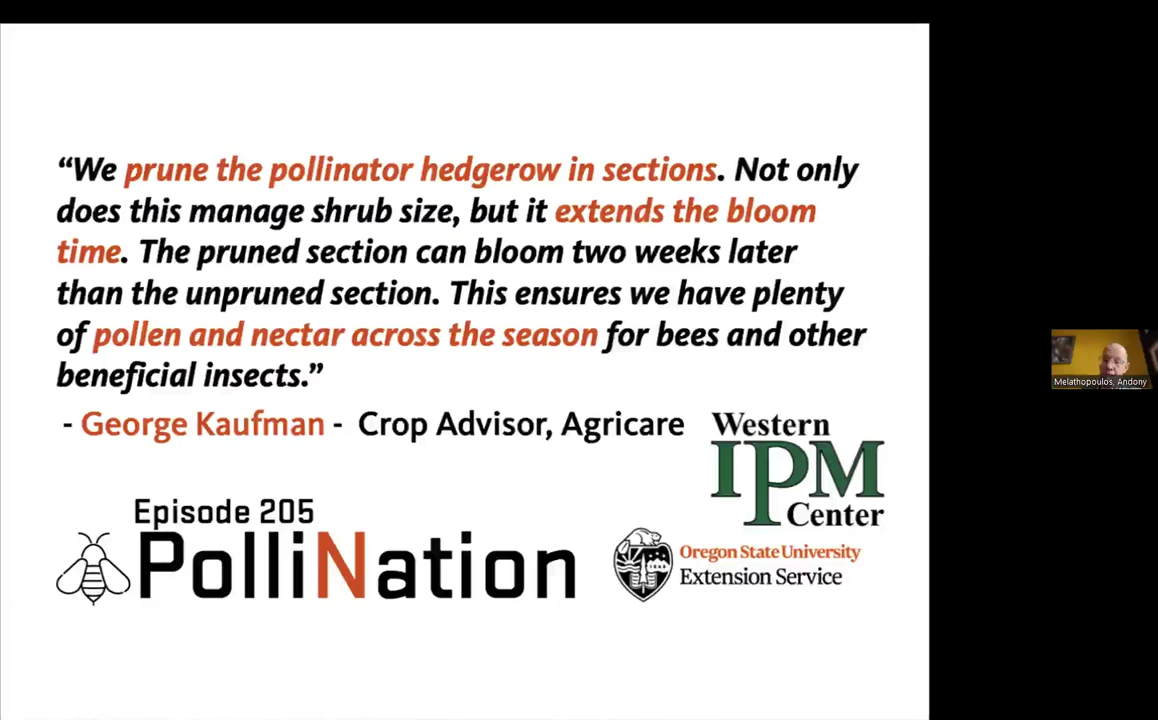 “We prune the pollinator hedgerow in sections. Not only
does this manage shrub size, but it extends the bloom
time. The pruned section can bloom two weeks later
than the unpruned section. This ensures we have plenty
of pollen and nectar across the season for bees and other
beneficial insects.”
- George Kaufman - Crop Advisor, Agricare
Western
IPM
Center
Episode 205
PolliNation
Oregon State University
Extension Service
Melathopoulos, Andony